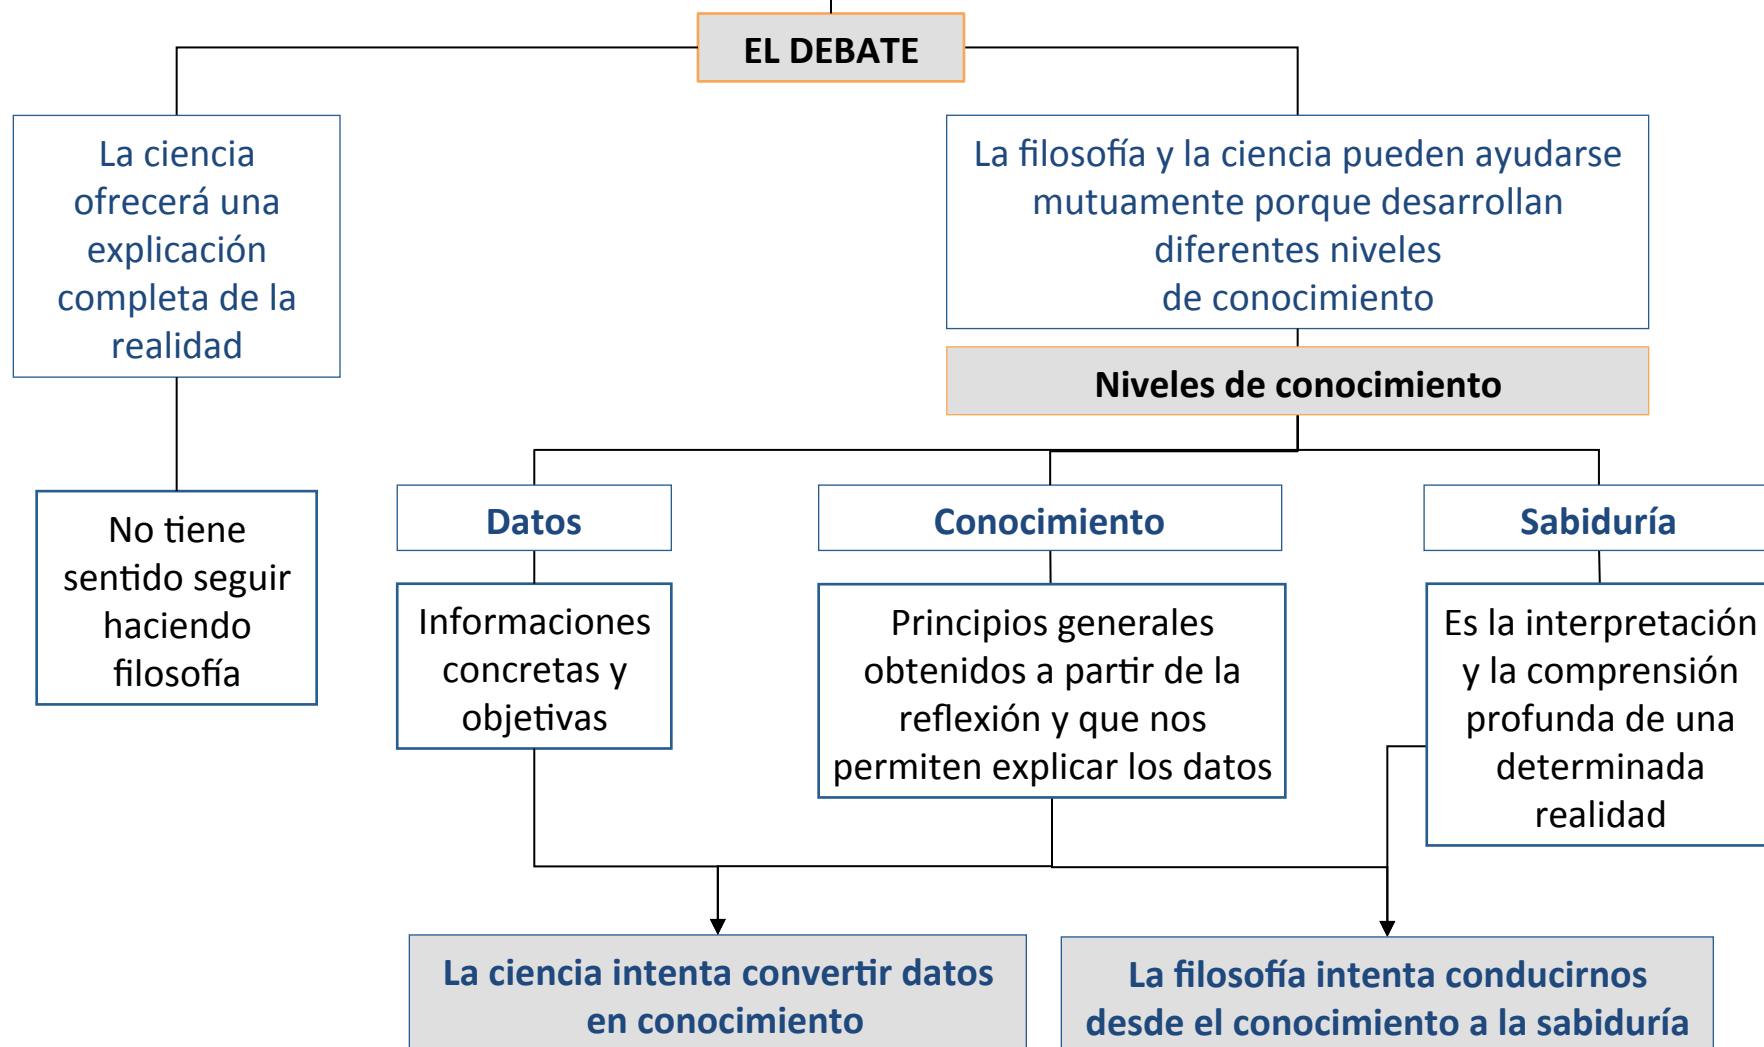 EL DEBATE
La ciencia
ofrecerá una
explicación
completa de la
realidad
La filosofía y la ciencia pueden ayudarse
mutuamente porque desarrollan
diferentes niveles
de conocimiento
Niveles de conocimiento
No tiene
sentido seguir
haciendo
filosofía
Datos
Conocimiento
Sabiduría
Informaciones
concretas y
objetivas
Principios generales
obtenidos a partir de la
reflexión y que nos
permiten explicar los datos
Es la interpretación
y la comprensión
profunda de una
determinada
realidad
La ciencia intenta convertir datos
en conocimiento
La filosofía intenta conducirnos
desde el conocimiento a la sabiduría